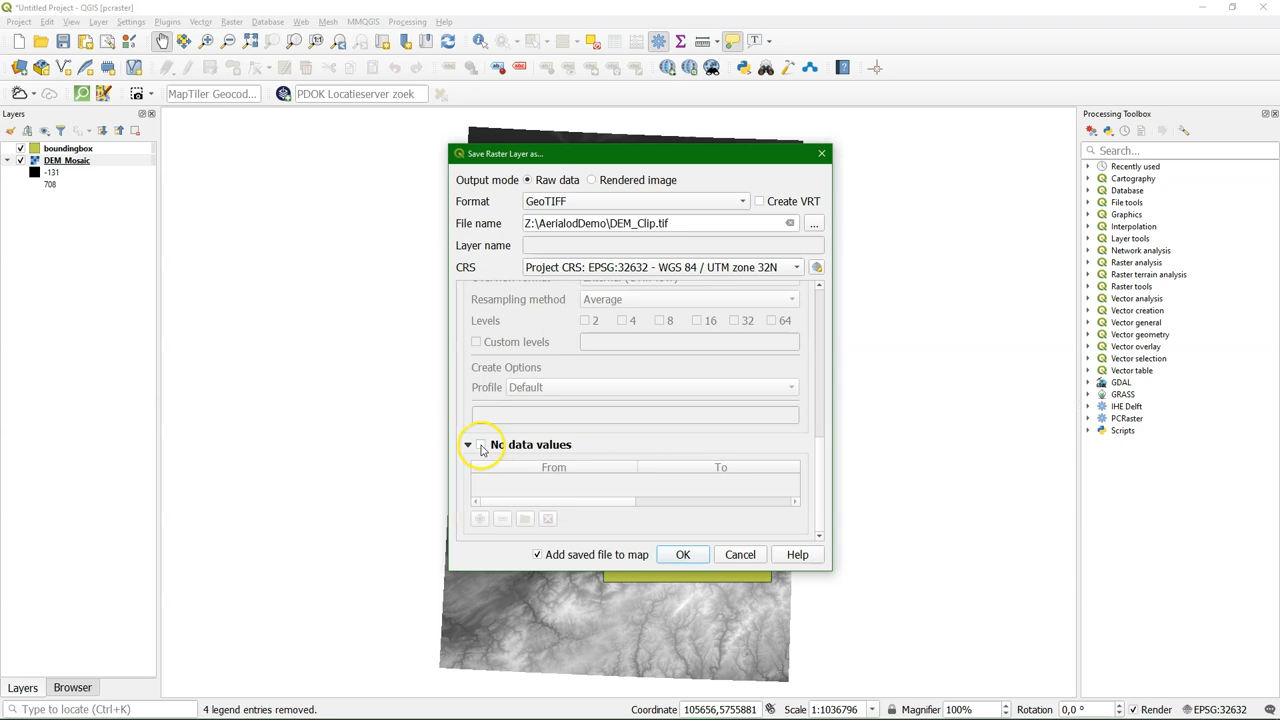 *Untitled Project - QGIS [pcraster]
Project Edit View Layer Settings Plugins Vector Raster Database Web Mesh MMQGIS Processing Help
MapTiler Geocod... PDOK Locatieserver zoek
Layers
boundingbox
DEM_Mosaic
-131
708
Save Raster Layer as...
Output mode Raw data Rendered image
Format GeoTIFF Create VRT
File name Z:\AerialodDemo\DEM_Clip.tif ...
Layer name
CRS Project CRS: EPSG:32632 - WGS 84 / UTM zone 32N
Resampling method Average
Levels 2 4 8 16 32 64
Custom levels
Create Options
Profile Default
No data values
From To
Add saved file to map OK Cancel Help
Processing Toolbox
Search...
Recently used
Cartography
Database
File tools
Graphics
Interpolation
Layer tools
Network analysis
Raster analysis
Raster terrain analysis
Raster tools
Vector analysis
Vector creation
Vector general
Vector geometry
Vector overlay
Vector selection
Vector table
GDAL
GRASS
IHE Delft
PCRaster
Scripts
Layers Browser
Type to locate (Ctrl+K) 4 legend entries removed. Coordinate 105656,5755881 Scale 1:1036796 Magnifier 100% Rotation 0,0 ° Render EPSG:32632